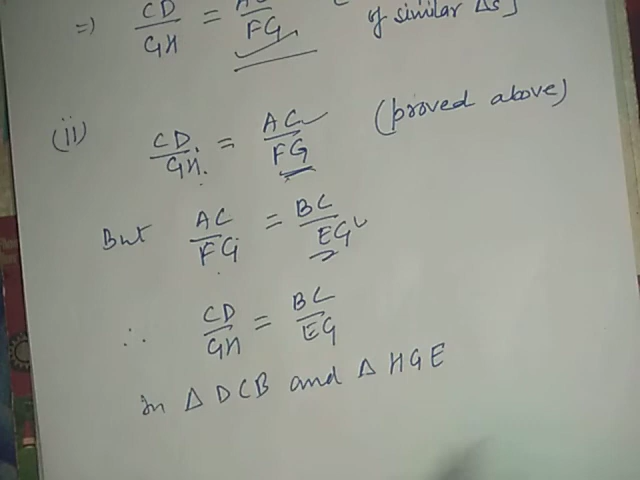 =) CD/GH = AC/FG of similar Δs]
(ii) CD/GH = AC/FG (proved above)
But AC/FG = BC/EG
∴ CD/GH = BC/EG
In Δ DCB and Δ HGE